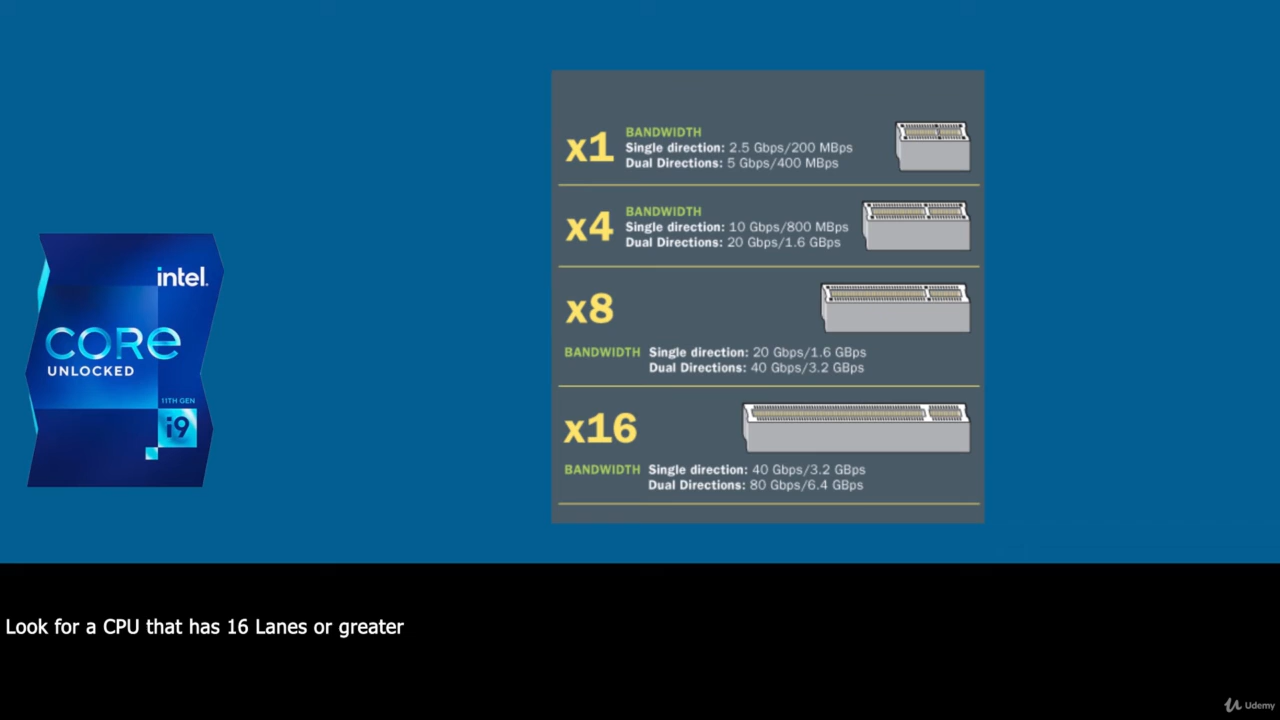 x1
BANDWIDTH
Single direction: 2.5 Gbps/200 MBps
Dual Directions: 5 Gbps/400 MBps
x4
BANDWIDTH
Single direction: 10 Gbps/800 MBps
Dual Directions: 20 Gbps/1.6 GBps
x8
BANDWIDTH Single direction: 20 Gbps/1.6 GBps
Dual Directions: 40 Gbps/3.2 GBps
x16
BANDWIDTH Single direction: 40 Gbps/3.2 GBps
Dual Directions: 80 Gbps/6.4 GBps
intel.
CORE
UNLOCKED
11TH GEN
i9
Look for a CPU that has 16 Lanes or greater
Udemy